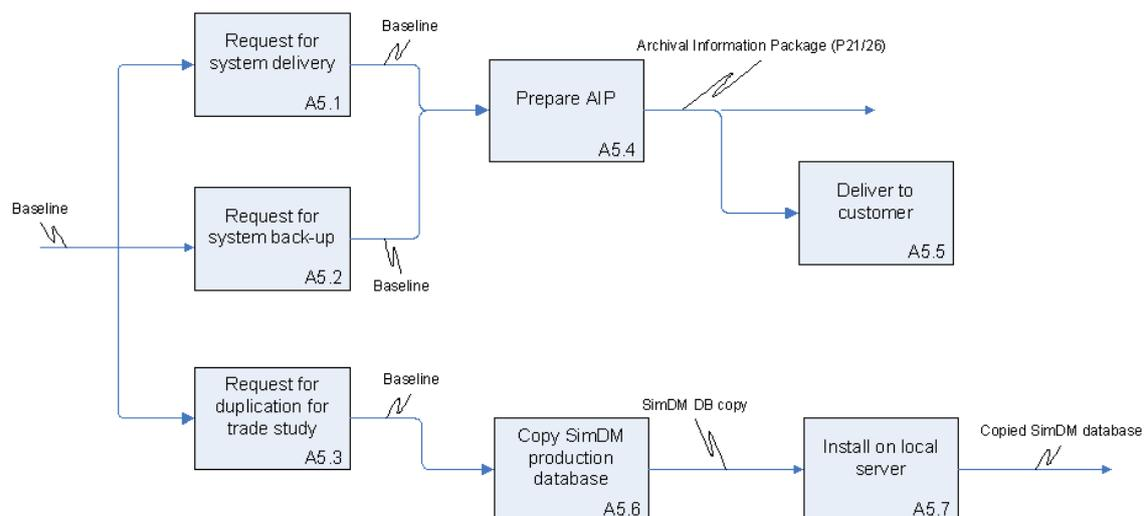 Baseline
Request for
system delivery
A5.1
Baseline
Archival Information Package (P21/26)
Prepare AIP
A5.4
Deliver to
customer
A5.5
Request for
system back-up
A5.2
Baseline
Request for
duplication for
trade study
A5.3
Baseline
Copy SimDM
production
database
A5.6
SimDM DB copy
Install on local
server
A5.7
Copied SimDM database